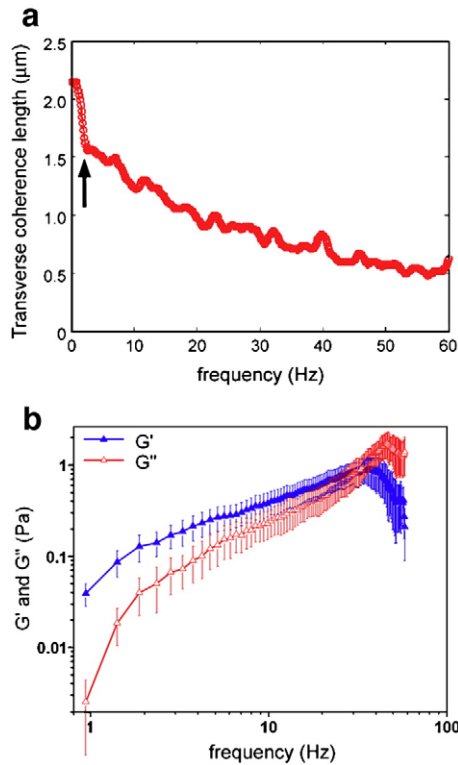 a
Transverse coherence length (μm)
2.5
2.0
1.5
1.0
0.5
0
0 10 20 30 40 50 60
frequency (Hz)
b
G'
G"
G' and G" (Pa)
1
0.1
0.01
1 10 100
frequency (Hz)